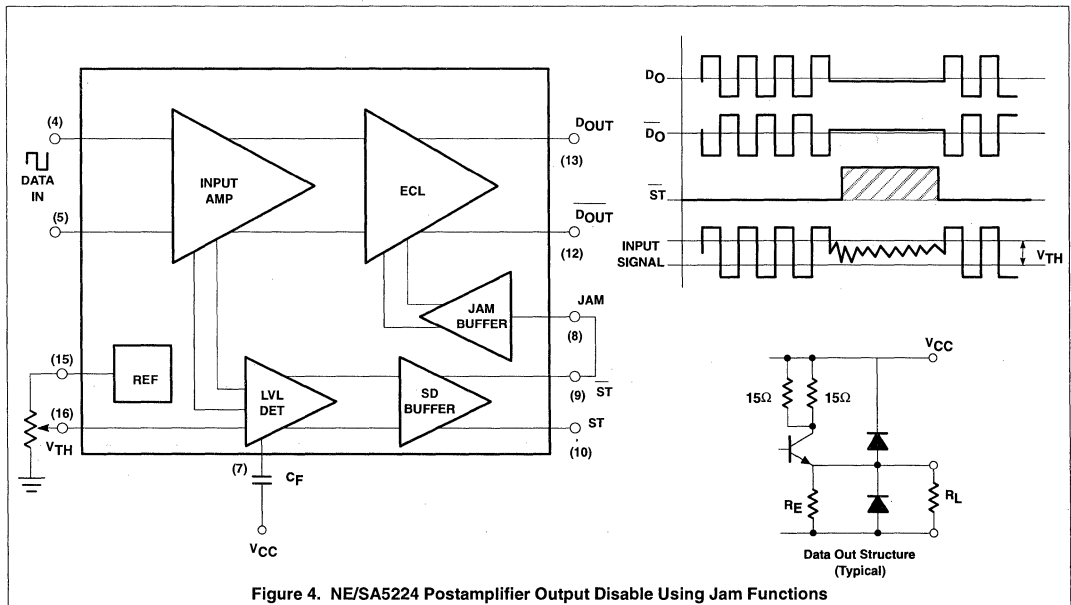 (4)
DATA
IN
(5)
INPUT
AMP
ECL
DOUT
(13)
DOUT
(12)
JAM
BUFFER
JAM
(8)
(15)
REF
(16)
VTH
LVL
DET
SD
BUFFER
ST
(9)
ST
(10)
(7)
CF
VCC
DO
DO
ST
INPUT
SIGNAL
VTH
VCC
15Ω
15Ω
RE
RL
Data Out Structure
(Typical)
Figure 4. NE/SA5224 Postamplifier Output Disable Using Jam Functions